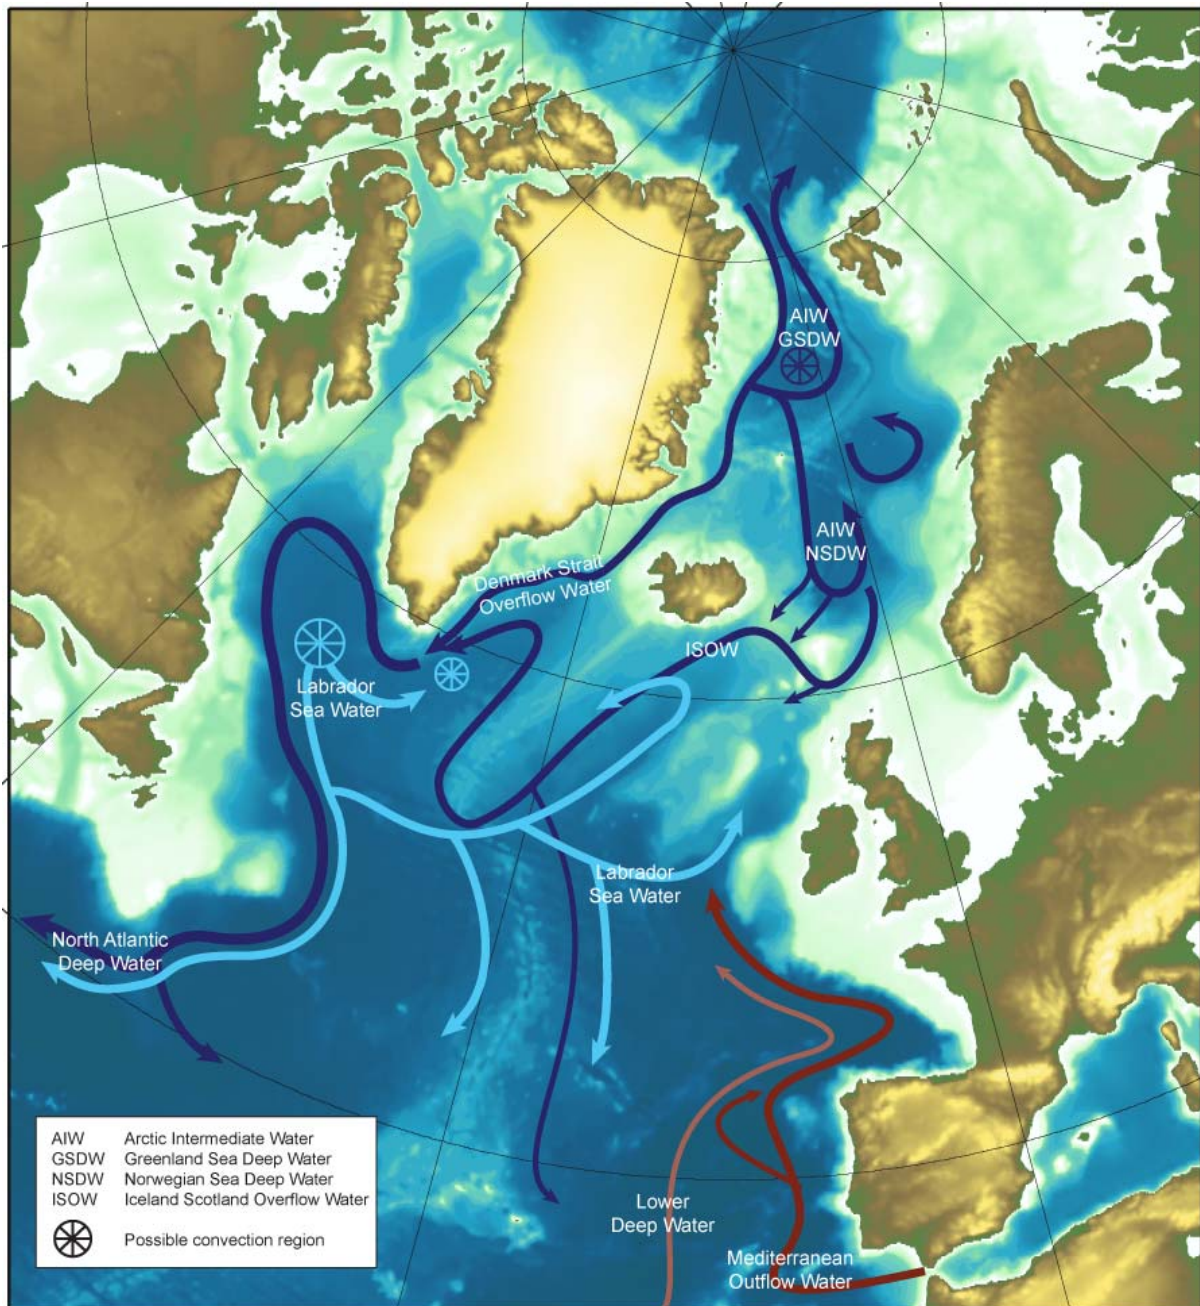 AIW
GSDW
AIW
NSDW
Denmark Strait
Overflow Water
ISOW
Labrador
Sea Water
Labrador
Sea Water
North Atlantic
Deep Water
Lower
Deep Water
Mediterranean
Outflow Water
AIW Arctic Intermediate Water
GSDW Greenland Sea Deep Water
NSDW Norwegian Sea Deep Water
ISOW Iceland Scotland Overflow Water
Possible convection region